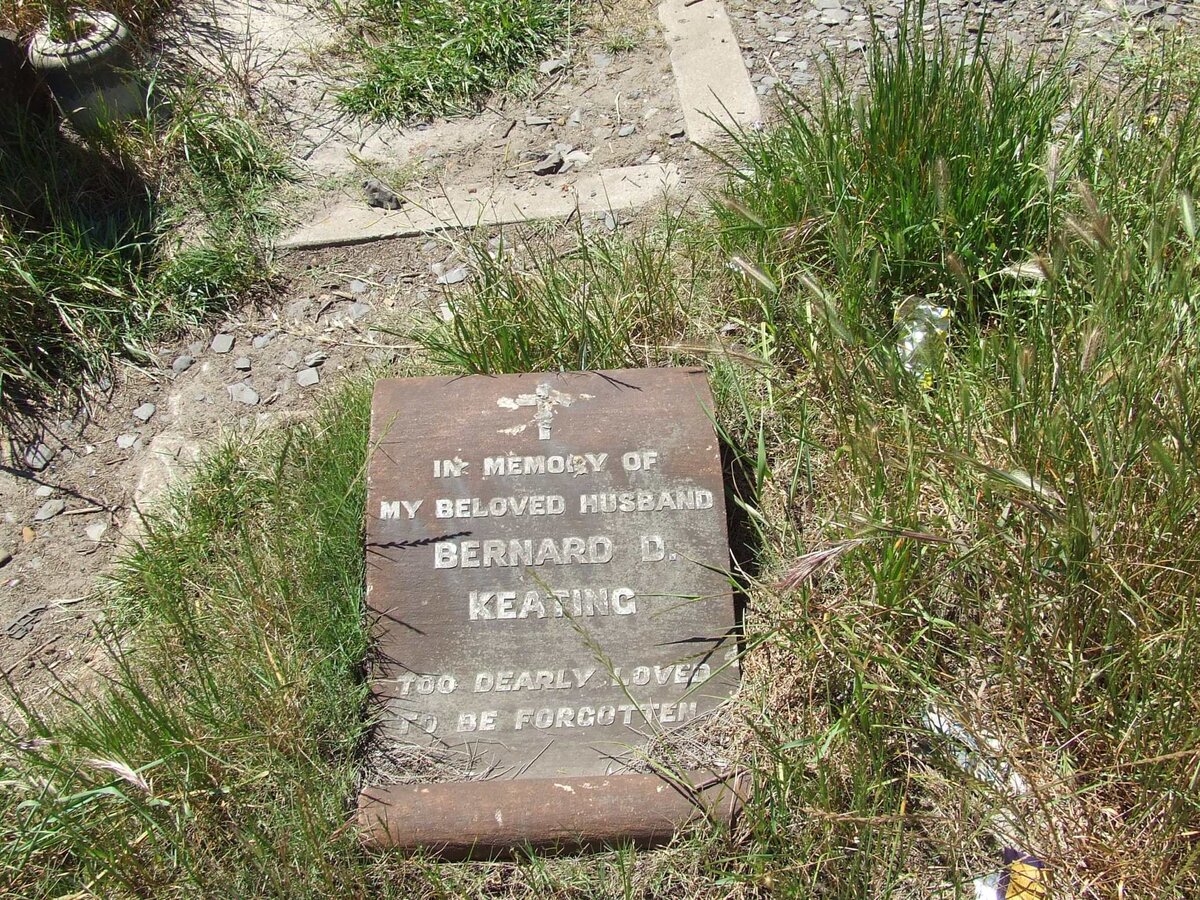 IN MEMORY OF
MY BELOVED HUSBAND
BERNARD D.
KEATING
TOO DEARLY LOVED
TO BE FORGOTTEN